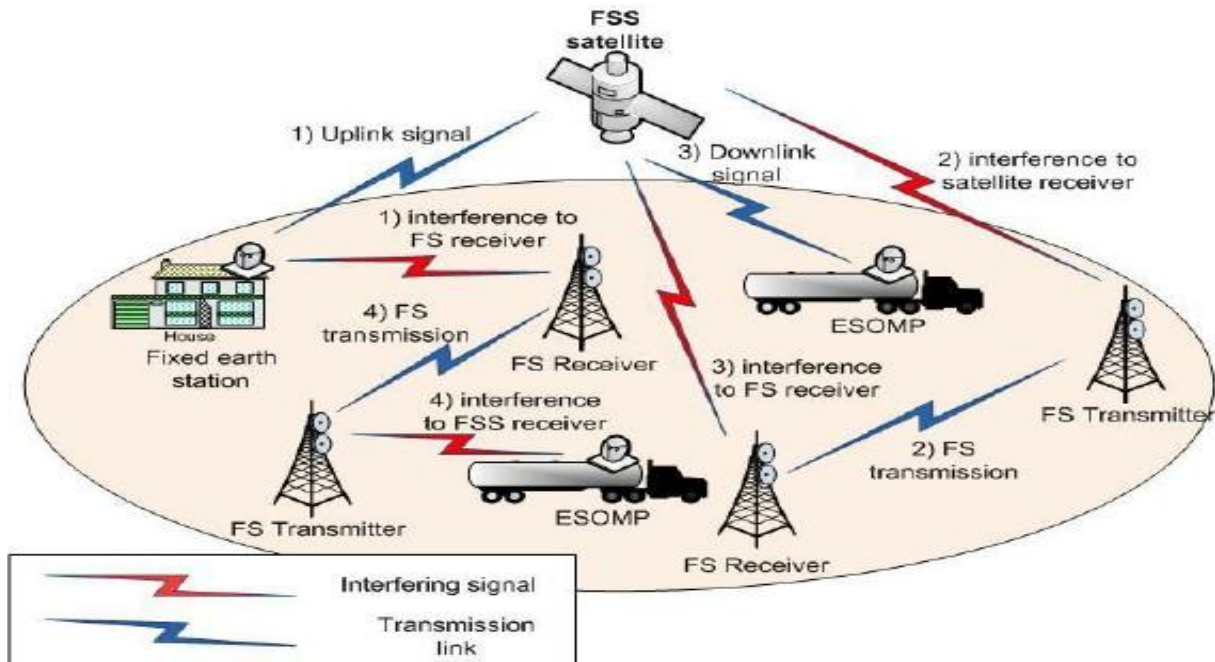 FSS
satellite
1) Uplink signal
3) Downlink
signal
2) interference to
satellite receiver
1) interference to
FS receiver
House
Fixed earth
station
4) FS
transmission
FS Receiver
ESOMP
3) interference
to FS receiver
FS Transmitter
4) interference
to FSS receiver
2) FS
transmission
FS Transmitter
ESOMP
FS Receiver
Interfering signal
Transmission
link